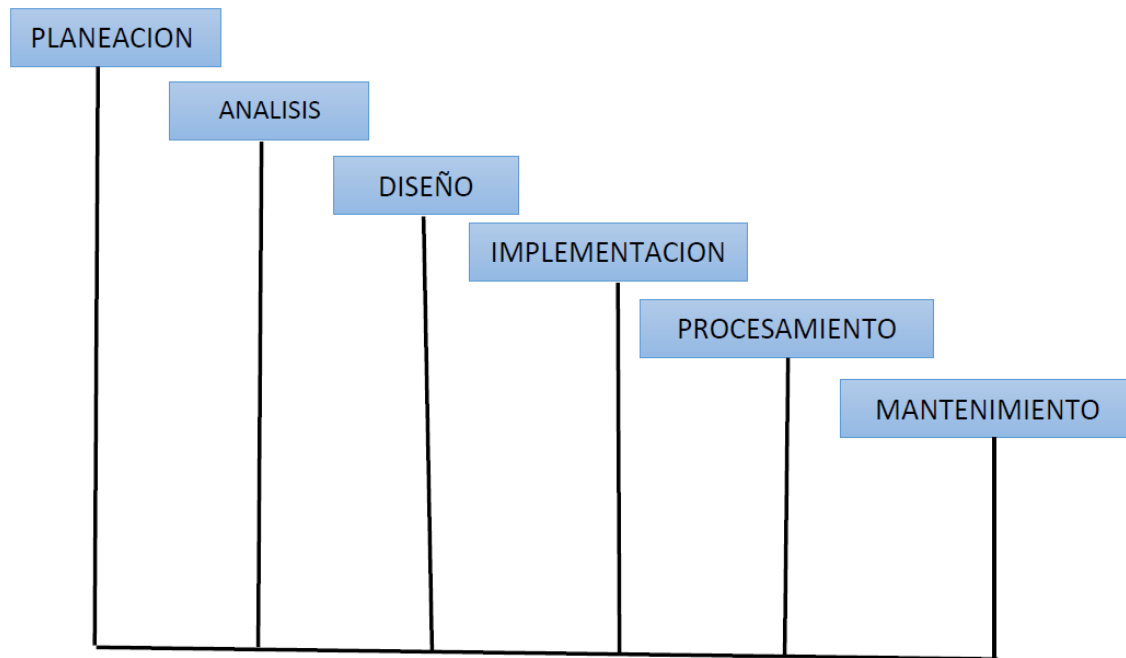 PLANEACION
ANALISIS
DISEÑO
IMPLEMENTACION
PROCESAMIENTO
MANTENIMIENTO